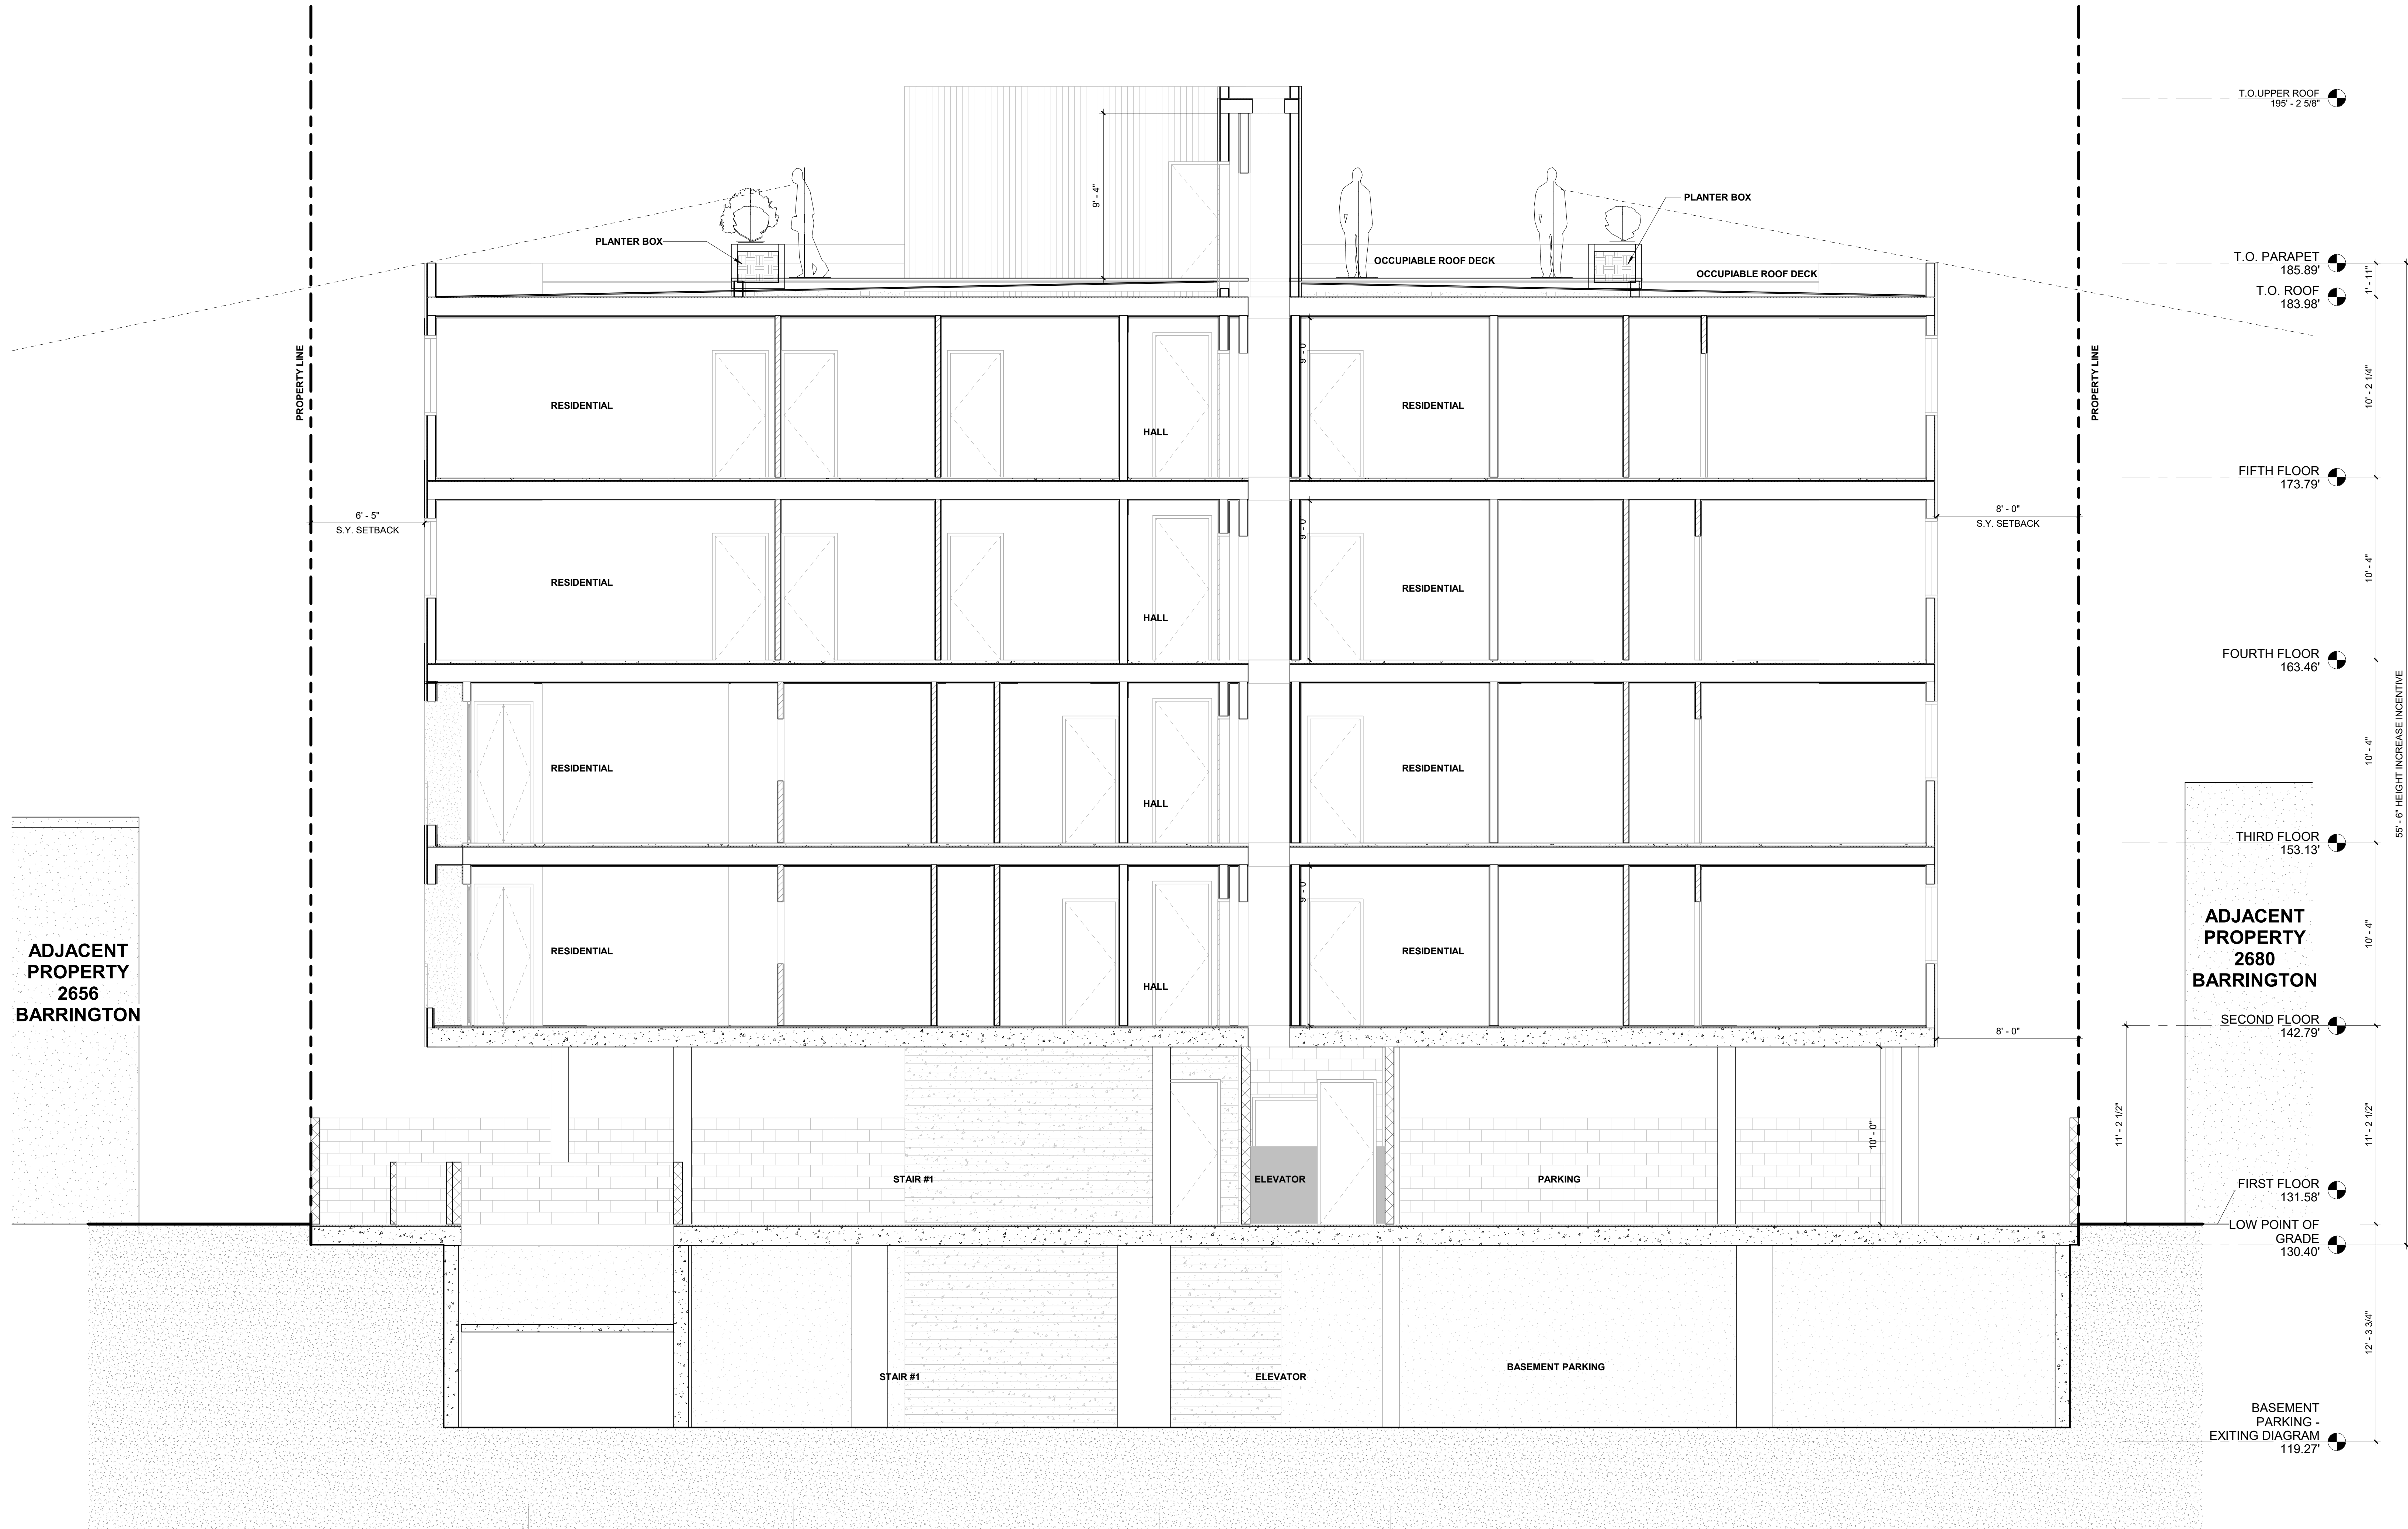 T.O.UPPER ROOF
195' - 2 5/8"
9' - 4"
PLANTER BOX
PLANTER BOX
OCCUPIABLE ROOF DECK
OCCUPIABLE ROOF DECK
T.O. PARAPET
185.89'
1' - 11"
T.O. ROOF
183.98'
PROPERTY LINE
PROPERTY LINE
9' - 0"
10' - 2 1/4"
RESIDENTIAL
HALL
RESIDENTIAL
FIFTH FLOOR
173.79'
6' - 5"
S.Y. SETBACK
9' - 0"
8' - 0"
S.Y. SETBACK
10' - 4"
RESIDENTIAL
HALL
RESIDENTIAL
FOURTH FLOOR
163.46'
55' - 6" HEIGHT INCREASE INCENTIVE
10' - 4"
RESIDENTIAL
HALL
RESIDENTIAL
THIRD FLOOR
153.13'
9' - 0"
10' - 4"
ADJACENT
PROPERTY
2656
BARRINGTON
RESIDENTIAL
HALL
RESIDENTIAL
ADJACENT
PROPERTY
2680
BARRINGTON
SECOND FLOOR
142.79'
8' - 0"
10' - 0"
11' - 2 1/2"
11' - 2 1/2"
STAIR #1
ELEVATOR
PARKING
FIRST FLOOR
131.58'
LOW POINT OF
GRADE
130.40'
12' - 3 3/4"
STAIR #1
ELEVATOR
BASEMENT PARKING
BASEMENT
PARKING -
EXITING DIAGRAM
119.27'